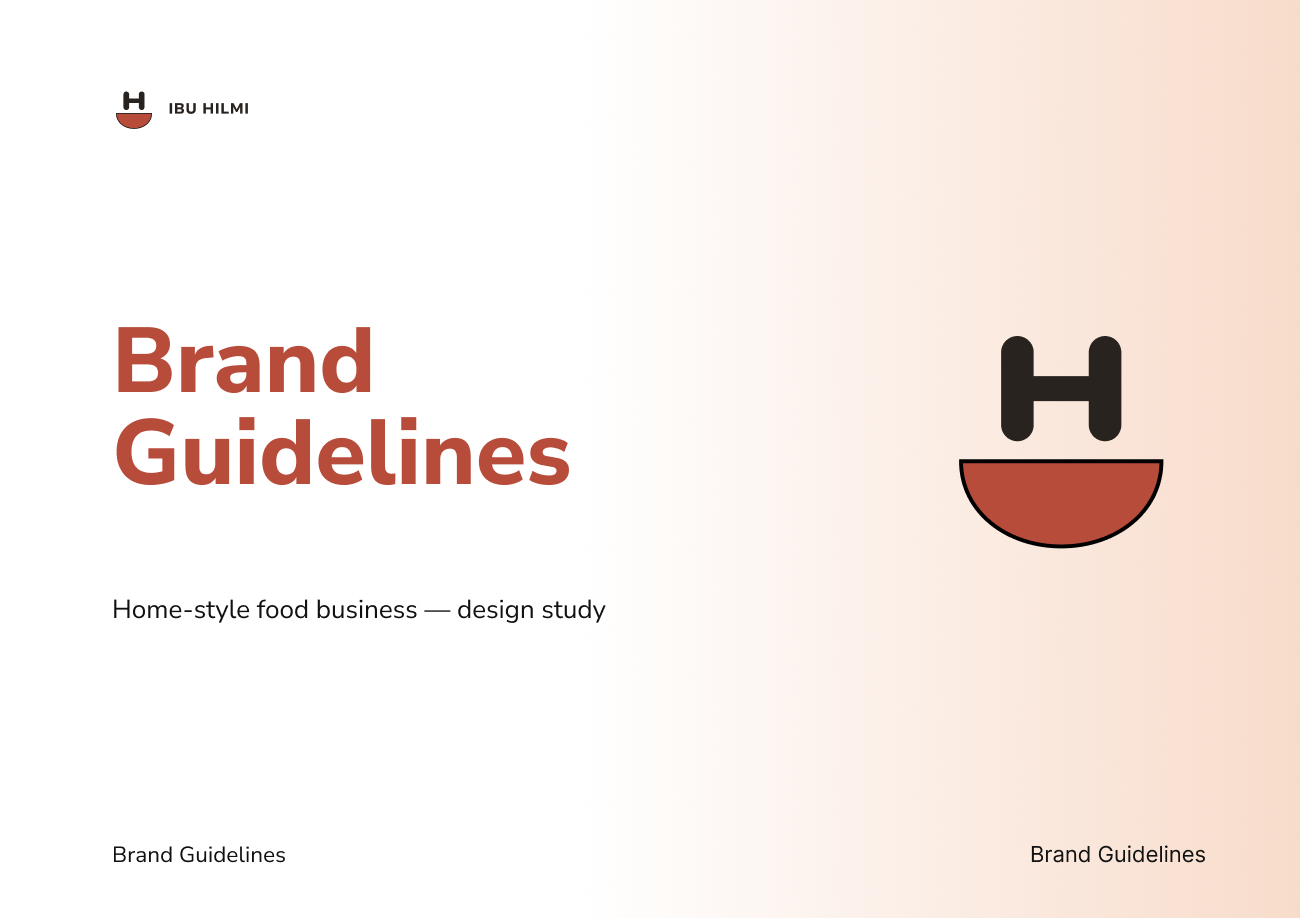 H
IBU HILMI
Brand
Guidelines
H
Home-style food business — design study
Brand Guidelines
Brand Guidelines